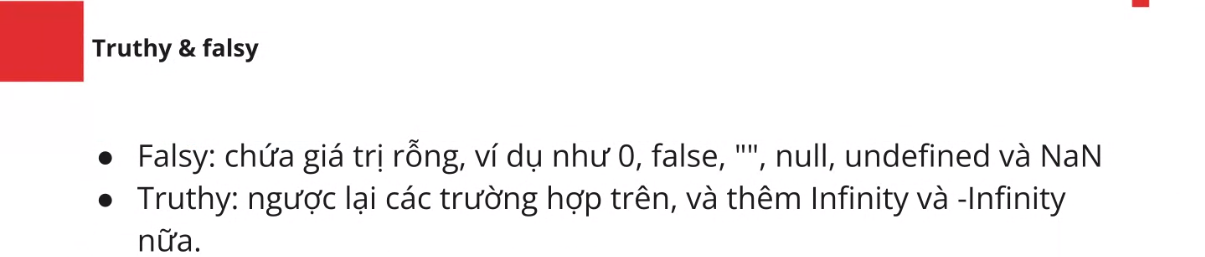 Truthy & falsy
● Falsy: chứa giá trị rỗng, ví dụ như 0, false, "", null, undefined và NaN
● Truthy: ngược lại các trường hợp trên, và thêm Infinity và -Infinity
nữa.